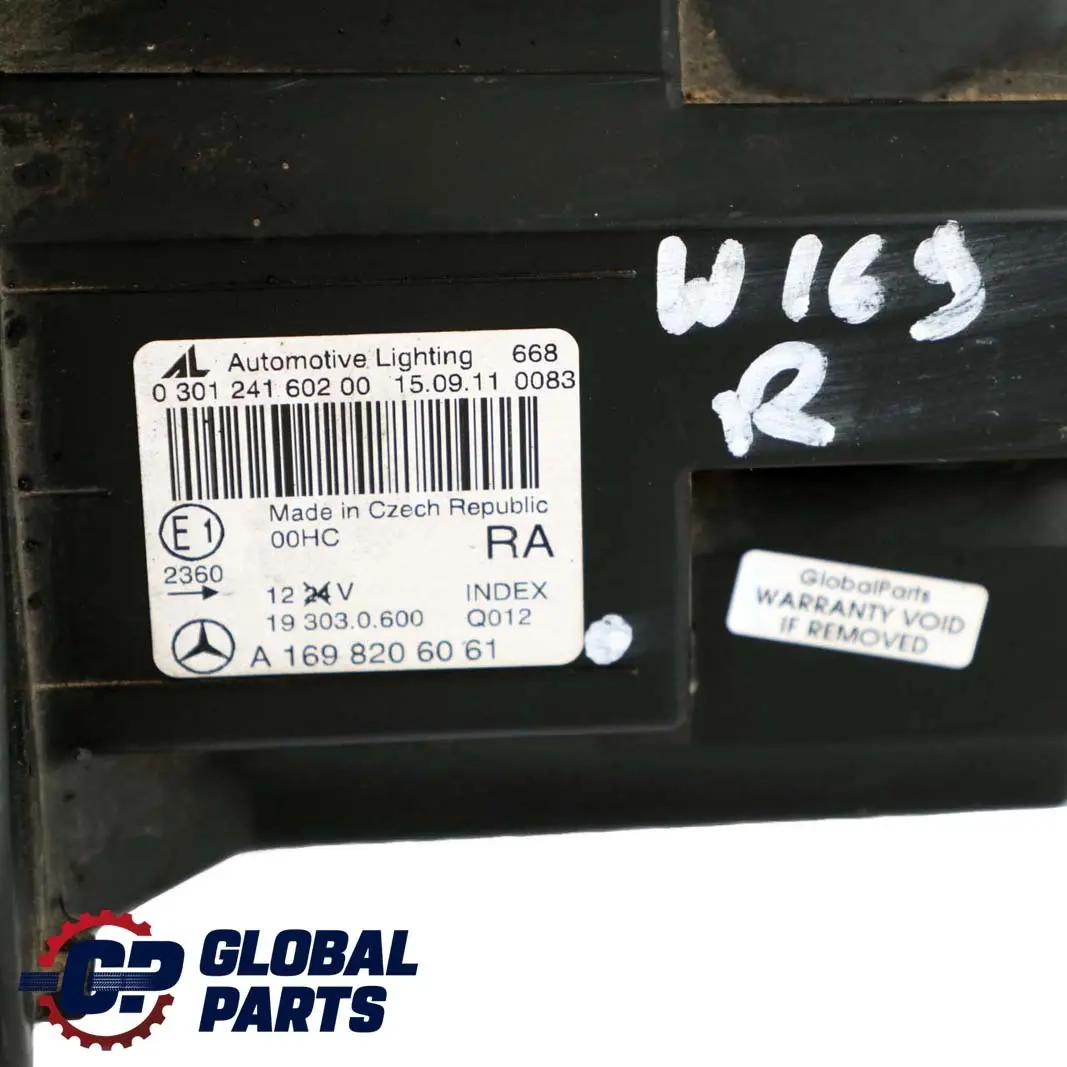 W169
R
AL Automotive Lighting 668
0 301 241 602 00 15.09.11 0083
Made in Czech Republic
E1 00HC RA
2360
12 24 V INDEX
19 303.0.600 Q012
A 169 820 60 61
GlobalParts
WARRANTY VOID
IF REMOVED
CP GLOBAL
PARTS